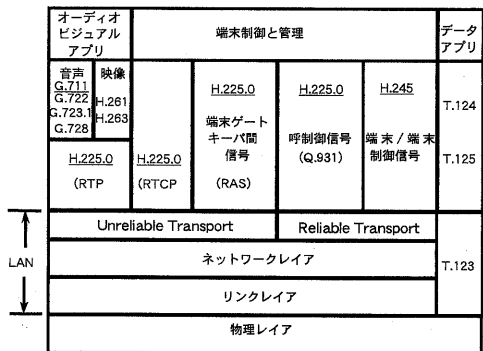 オーディオ
ビジュアル
アプリ
端末制御と管理
データ
アプリ
音声
G.711
G.722
G.723.1
G.728
映像
H.261
H.263
H.225.0
(RTP)
H.225.0
(RTCP)
H.225.0
端末ゲート
キーパ間
信号
(RAS)
H.225.0
呼制御信号
(Q.931)
H.245
端末/端末
制御信号
T.124
T.125
LAN
Unreliable Transport
Reliable Transport
ネットワークレイア
リンクレイア
T.123
物理レイア